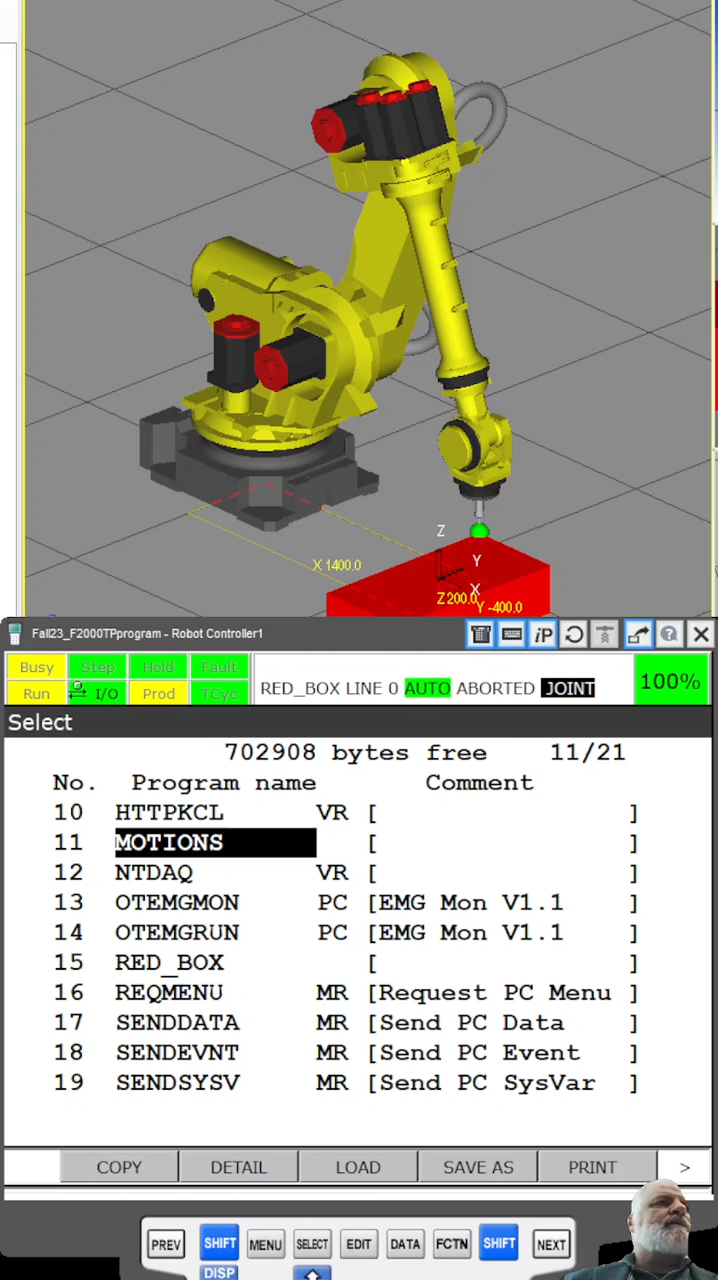 Z
Y
X 1400.0
X
Z 200.0
Y -400.0
Fall23_F2000TPprogram - Robot Controller1
iP
Busy Step Hold Fault
Run I/O Prod TCyc
RED_BOX LINE 0 AUTO ABORTED JOINT
100%
Select
702908 bytes free 11/21
No. Program name Comment
10 HTTPKCL VR [ ]
11 MOTIONS [ ]
12 NTDAQ VR [ ]
13 OTEMGMON PC [EMG Mon V1.1 ]
14 OTEMGRUN PC [EMG Mon V1.1 ]
15 RED_BOX [ ]
16 REQMENU MR [Request PC Menu ]
17 SENDDATA MR [Send PC Data ]
18 SENDEVNT MR [Send PC Event ]
19 SENDSYSV MR [Send PC SysVar ]
COPY DETAIL LOAD SAVE AS PRINT >
PREV SHIFT MENU SELECT EDIT DATA FCTN SHIFT NEXT
DISP